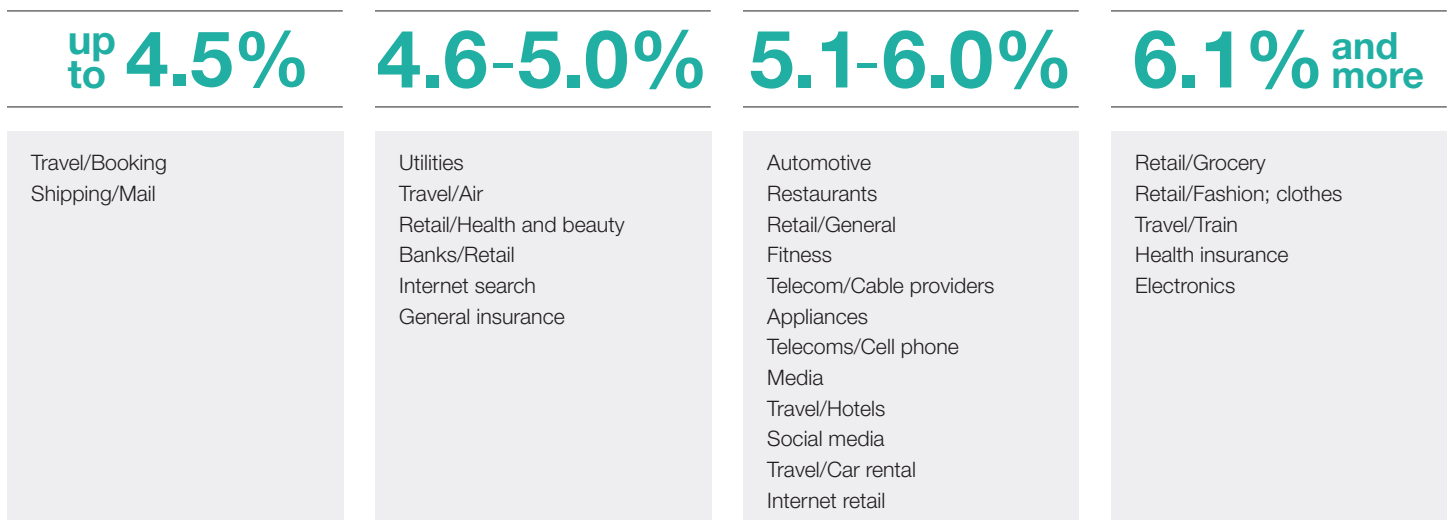 up to 4.5%
4.6-5.0%
5.1-6.0%
6.1% and more
Travel/Booking
Shipping/Mail
Utilities
Travel/Air
Retail/Health and beauty
Banks/Retail
Internet search
General insurance
Automotive
Restaurants
Retail/General
Fitness
Telecom/Cable providers
Appliances
Telecoms/Cell phone
Media
Travel/Hotels
Social media
Travel/Car rental
Internet retail
Retail/Grocery
Retail/Fashion; clothes
Travel/Train
Health insurance
Electronics